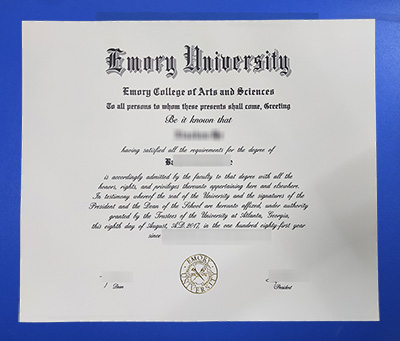 Emory University
Emory College of Arts and Sciences
To all persons to whom these presents shall come, Greeting
Be it known that
having satisfied all the requirements for the degree of
Ba
is accordingly admitted by the faculty to that degree with all the
honors, rights, and privileges thereunto appertaining here and elsewhere.
In testimony whereof the seal of the University and the signatures of the
President and the Dean of the School are hereunto affixed, under authority
granted by the Trustees of the University at Atlanta, Georgia,
this eighth day of August, A.D. 2017, in the one hundred eighty-first year
since
EMORY
UNIVERSITY
Dean
President